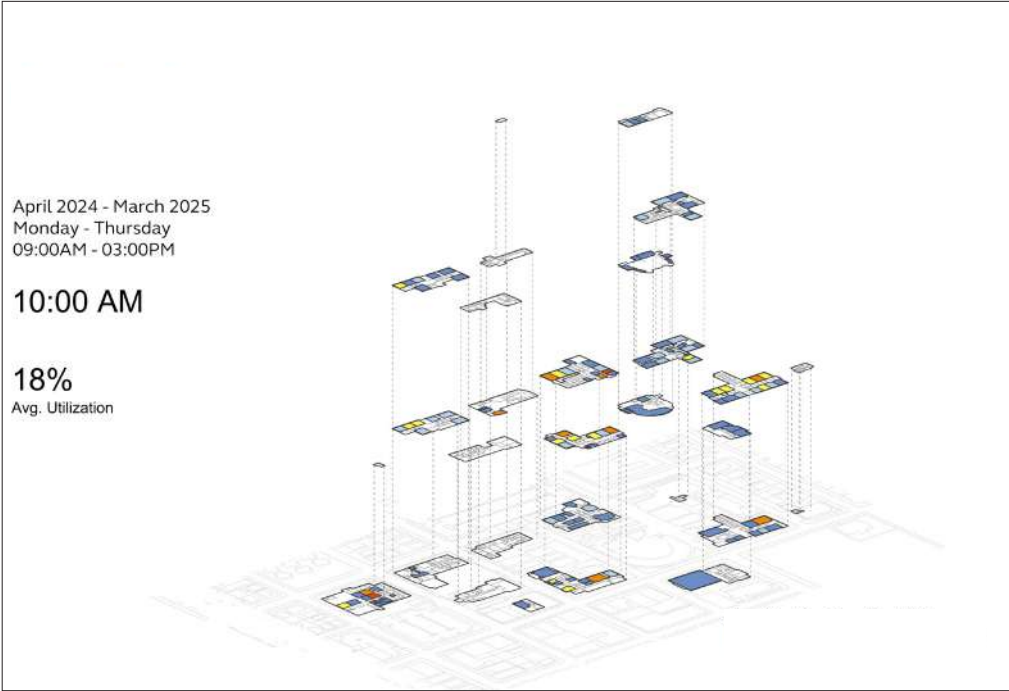 April 2024 - March 2025
Monday - Thursday
09:00AM - 03:00PM
10:00 AM
18%
Avg. Utilization